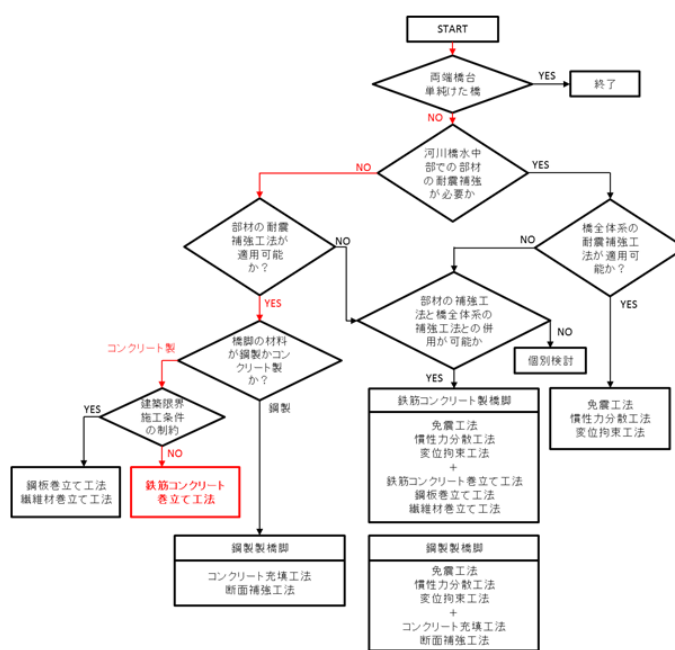 START
両端橋台
単純けた橋
YES
終了
NO
河川橋水中
部での部材
の耐震補強
が必要か
NO
YES
部材の耐震
補強工法が
適用可能
か？
NO
橋全体系の
耐震補強工
法が適用可
能か？
NO
YES
YES
部材の補強工
法と橋全体系の
補強工法との併
用が可能か
NO
個別検討
コンクリート製
橋脚の材料
が鋼製かコン
クリート製
か？
YES
鋼製
建築限界
施工条件
の制約
YES
NO
鉄筋コンクリート製橋脚
免震工法
慣性力分散工法
変位拘束工法
+
鉄筋コンクリート巻立て工法
鋼板巻立て工法
繊維材巻立て工法
免震工法
慣性力分散工法
変位拘束工法
鋼板巻立て工法
繊維材巻立て工法
鉄筋コンクリート
巻立て工法
鋼製製橋脚
コンクリート充填工法
断面補強工法
鋼製製橋脚
免震工法
慣性力分散工法
変位拘束工法
+
コンクリート充填工法
断面補強工法